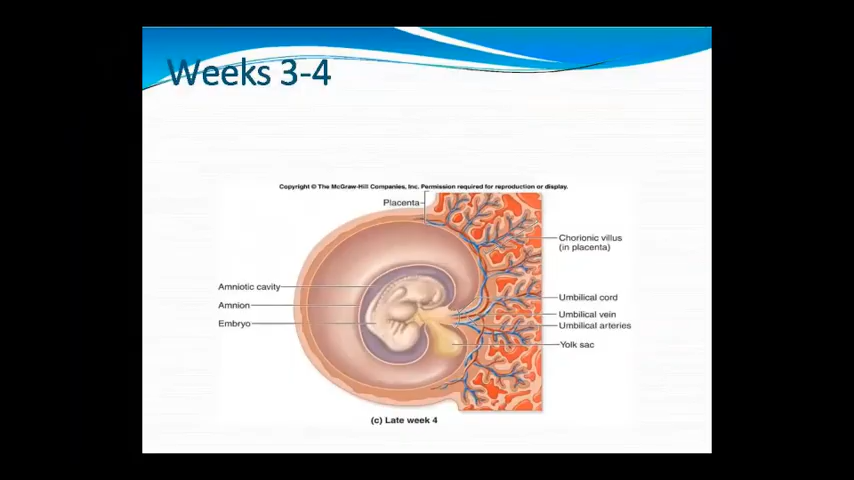 Weeks 3-4
Copyright © The McGraw-Hill Companies, Inc. Permission required for reproduction or display.
Placenta
Chorionic villus
(in placenta)
Amniotic cavity
Umbilical cord
Amnion
Umbilical vein
Embryo
Umbilical arteries
Yolk sac
(c) Late week 4